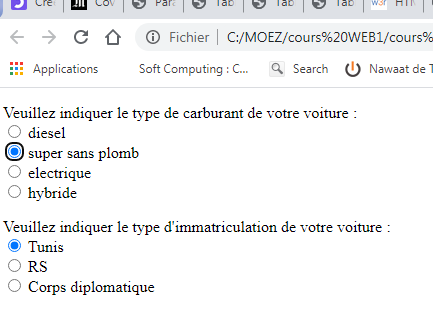 Cre Cov Para Tab Tab Tab w3r HTM
Fichier C:/MOEZ/cours%20WEB1/cours%
Applications Soft Computing : C... Search Nawaat de T
Veuillez indiquer le type de carburant de votre voiture :
diesel
super sans plomb
electrique
hybride
Veuillez indiquer le type d'immatriculation de votre voiture :
Tunis
RS
Corps diplomatique